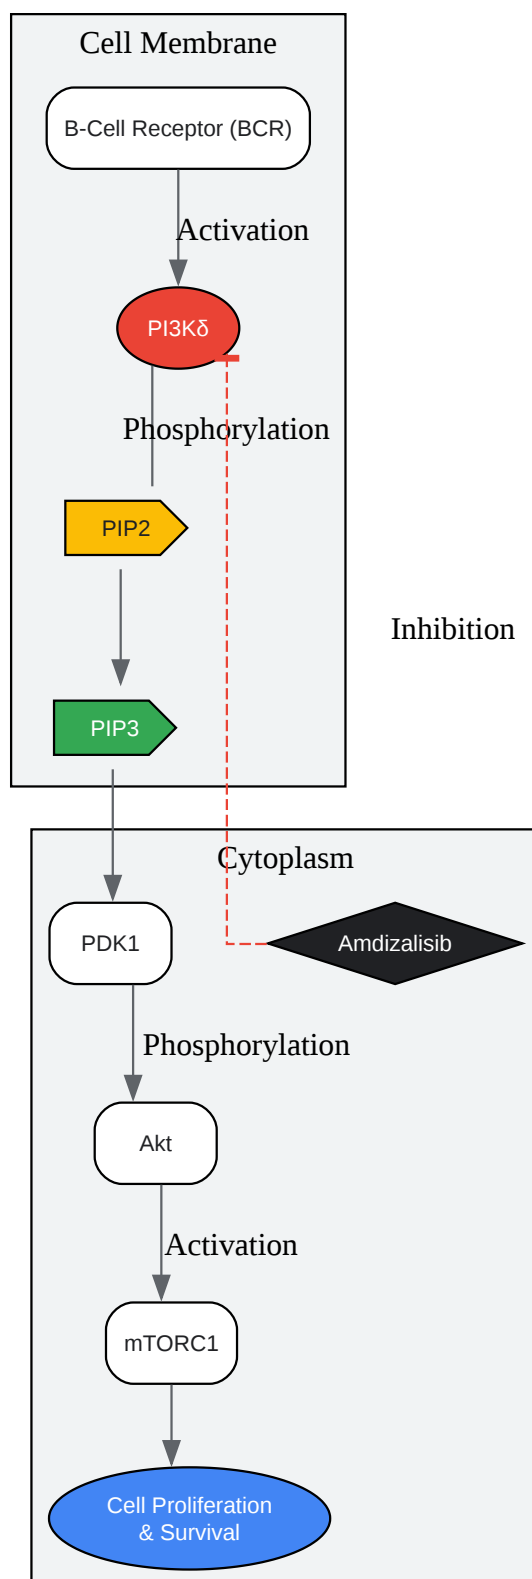 Cell Membrane
B-Cell Receptor (BCR)
Activation
PI3Kδ
Phosphorylation
PIP2
Inhibition
PIP3
Cytoplasm
PDK1
Amdizalisib
Phosphorylation
Akt
Activation
mTORC1
Cell Proliferation
& Survival